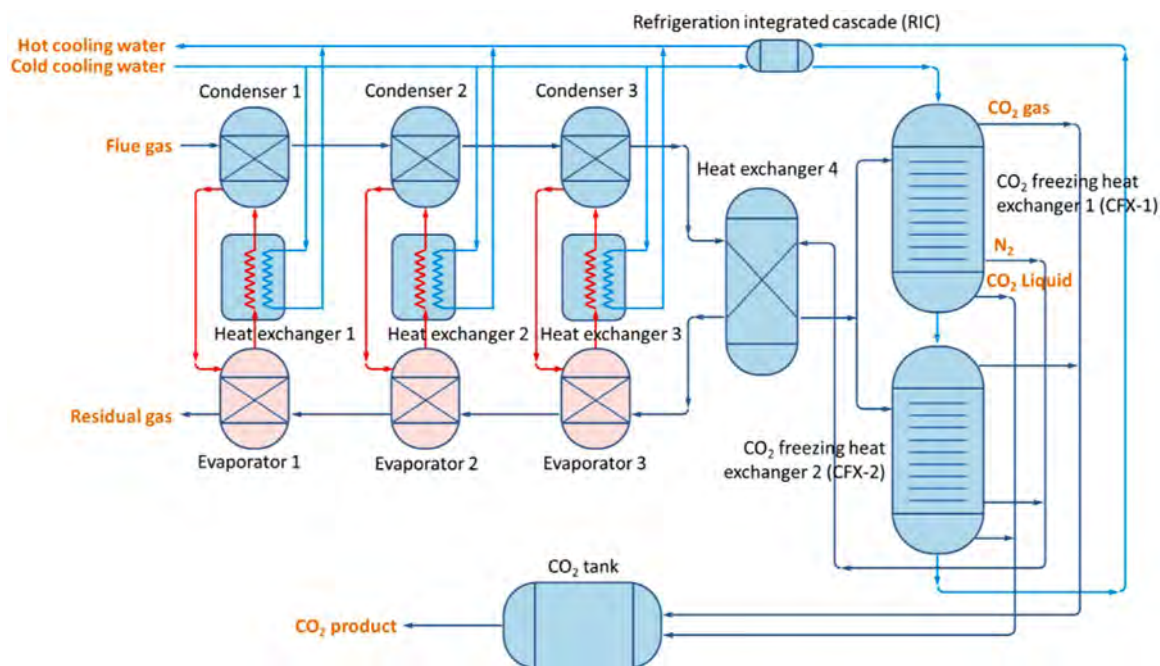 Refrigeration integrated cascade (RIC)
Hot cooling water
Cold cooling water
Condenser 1
Condenser 2
Condenser 3
CO₂ gas
Flue gas
Heat exchanger 4
CO₂ freezing heat
exchanger 1 (CFX-1)
N₂
CO₂ Liquid
Heat exchanger 1
Heat exchanger 2
Heat exchanger 3
Residual gas
Evaporator 1
Evaporator 2
Evaporator 3
CO₂ freezing heat
exchanger 2 (CFX-2)
CO₂ tank
CO₂ product